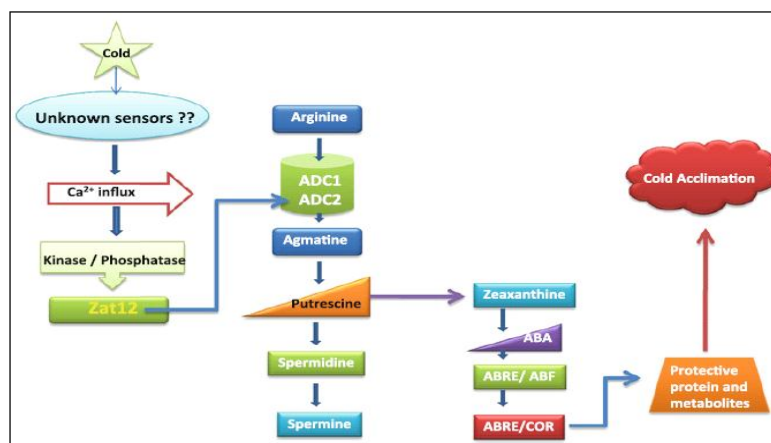 Cold
Unknown sensors ??
Ca²⁺ influx
Kinase / Phosphatase
Zat12
Arginine
ADC1
ADC2
Agmatine
Putrescine
Spermidine
Spermine
Zeaxanthine
ABA
ABRE/ ABF
ABRE/COR
Protective
protein and
metabolites
Cold Acclimation